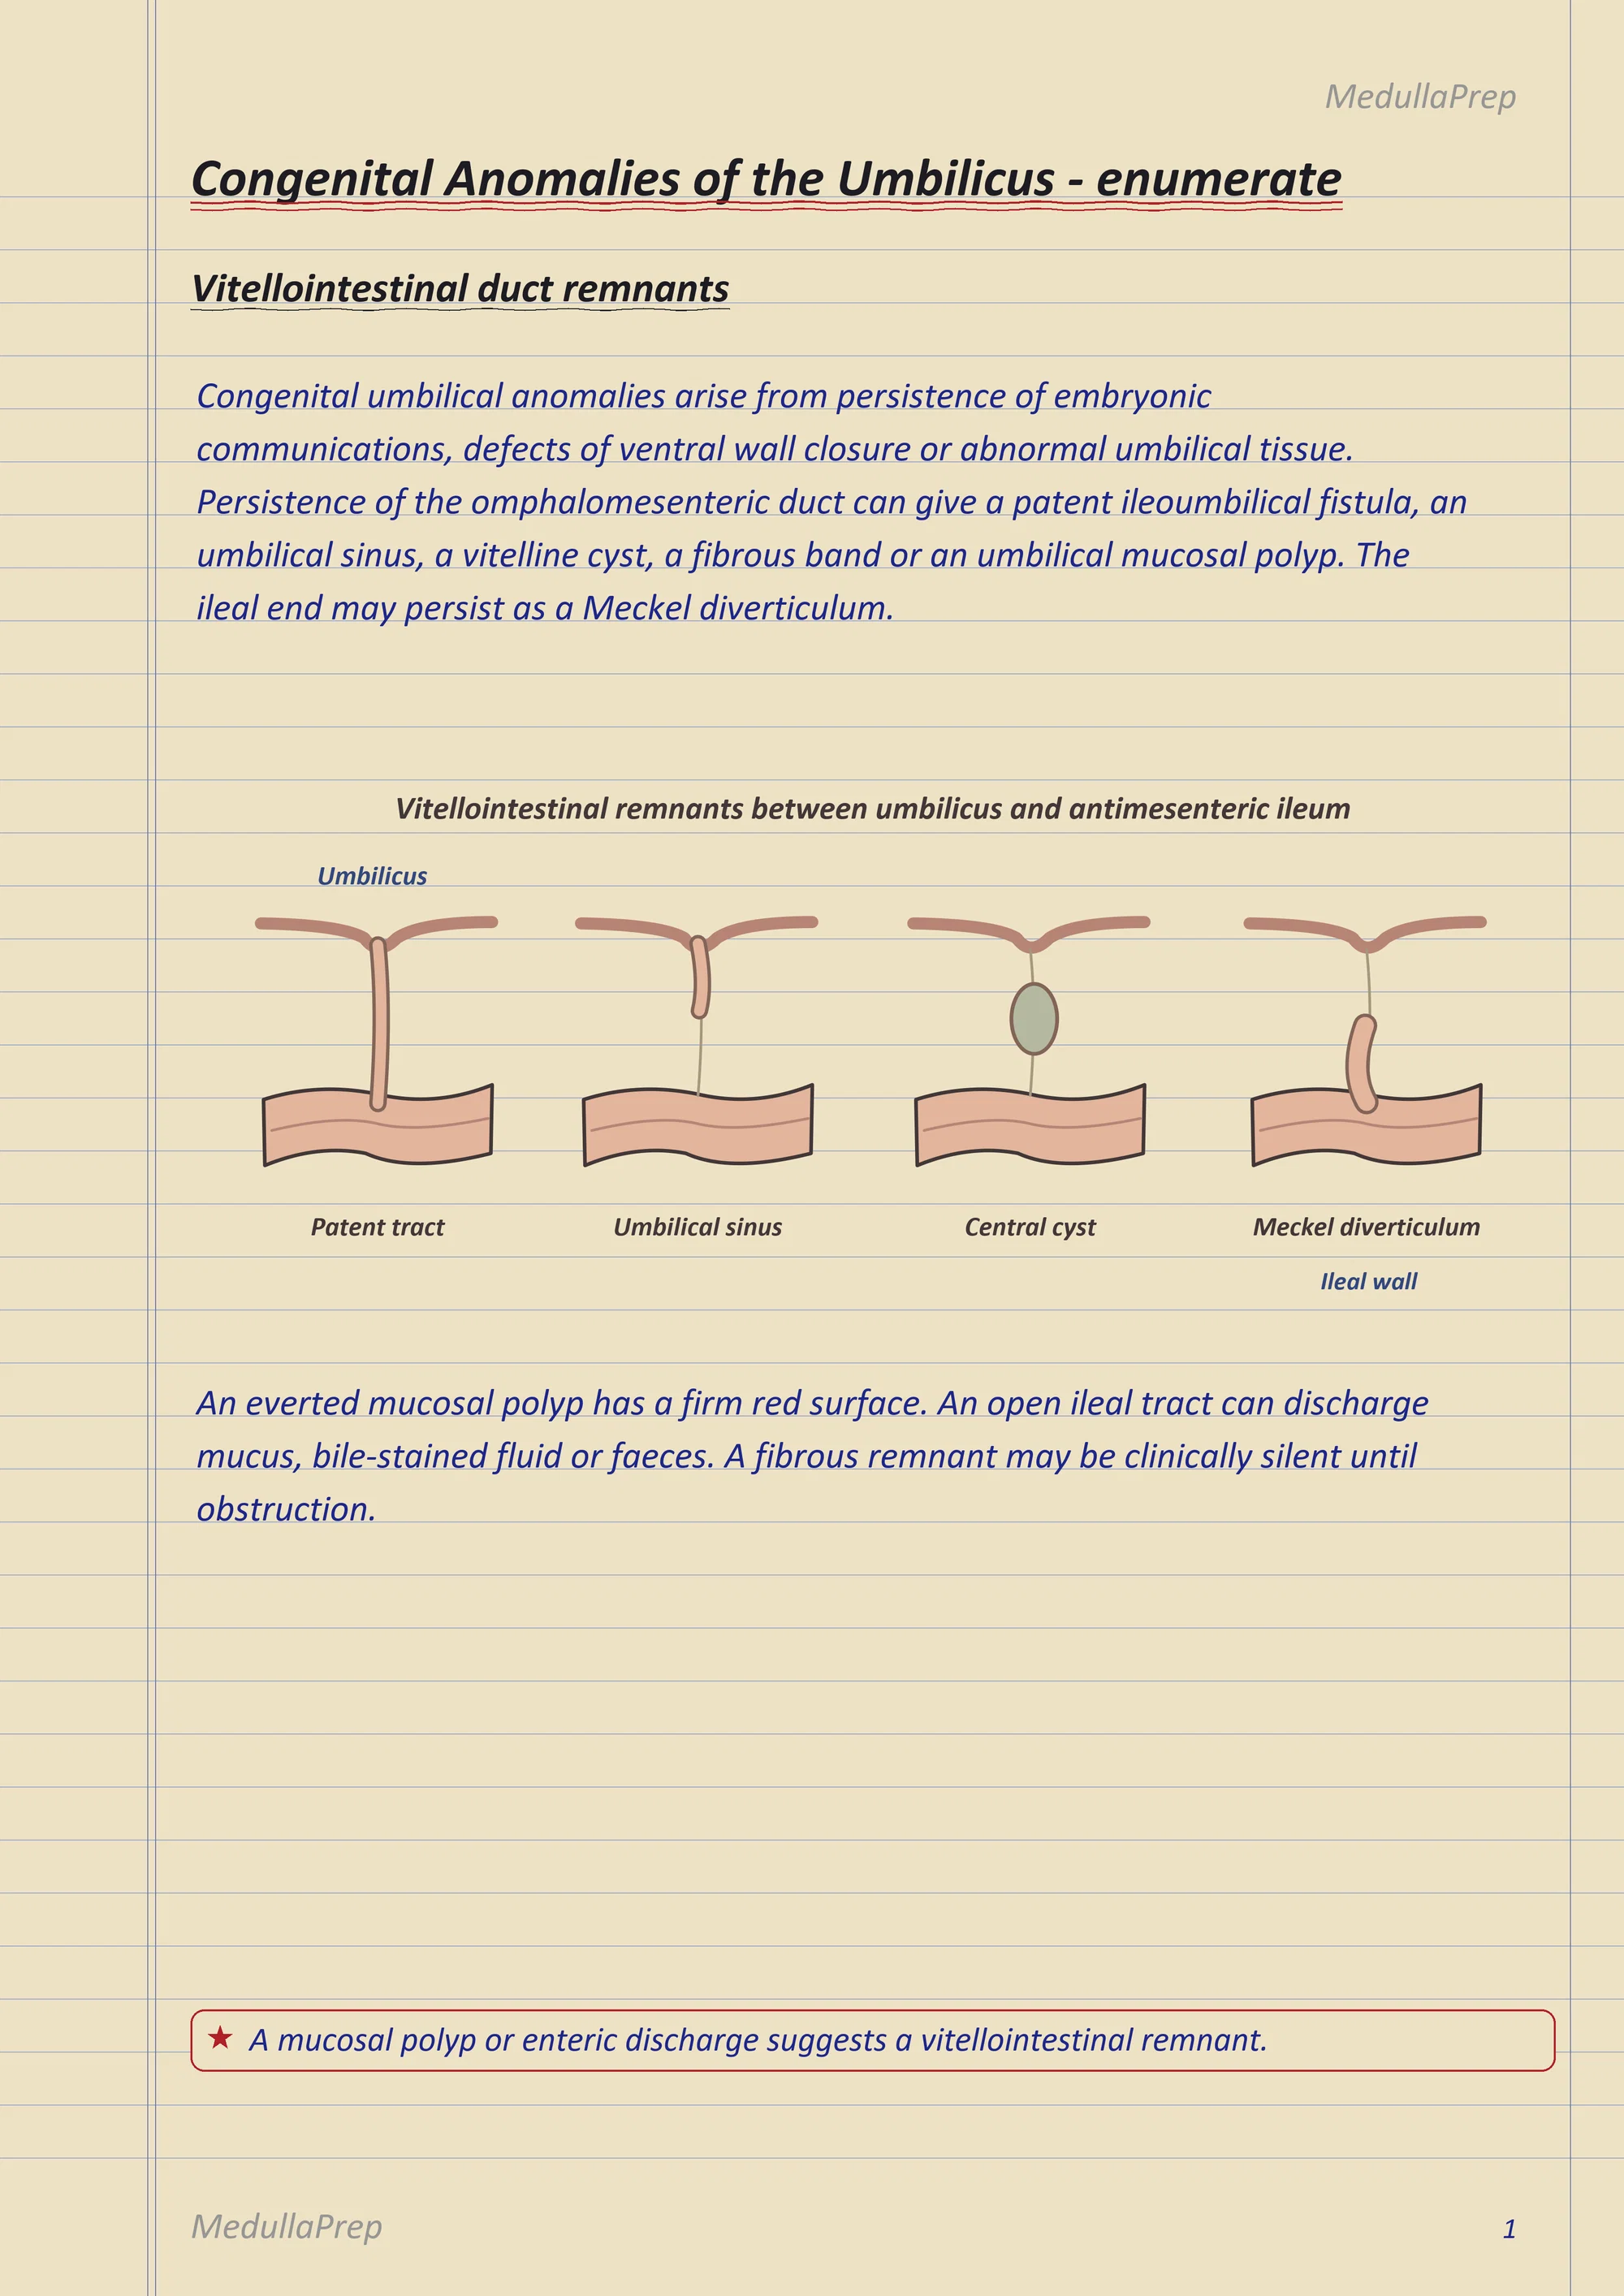 MedullaPrep
Congenital Anomalies of the Umbilicus - enumerate
Vitellointestinal duct remnants
Congenital umbilical anomalies arise from persistence of embryonic
communications, defects of ventral wall closure or abnormal umbilical tissue.
Persistence of the omphalomesenteric duct can give a patent ileoumbilical fistula, an
umbilical sinus, a vitelline cyst, a fibrous band or an umbilical mucosal polyp. The
ileal end may persist as a Meckel diverticulum.
Vitellointestinal remnants between umbilicus and antimesenteric ileum
Umbilicus
Patent tract
Umbilical sinus
Central cyst
Meckel diverticulum
Ileal wall
An everted mucosal polyp has a firm red surface. An open ileal tract can discharge
mucus, bile-stained fluid or faeces. A fibrous remnant may be clinically silent until
obstruction.
★ A mucosal polyp or enteric discharge suggests a vitellointestinal remnant.
MedullaPrep
1